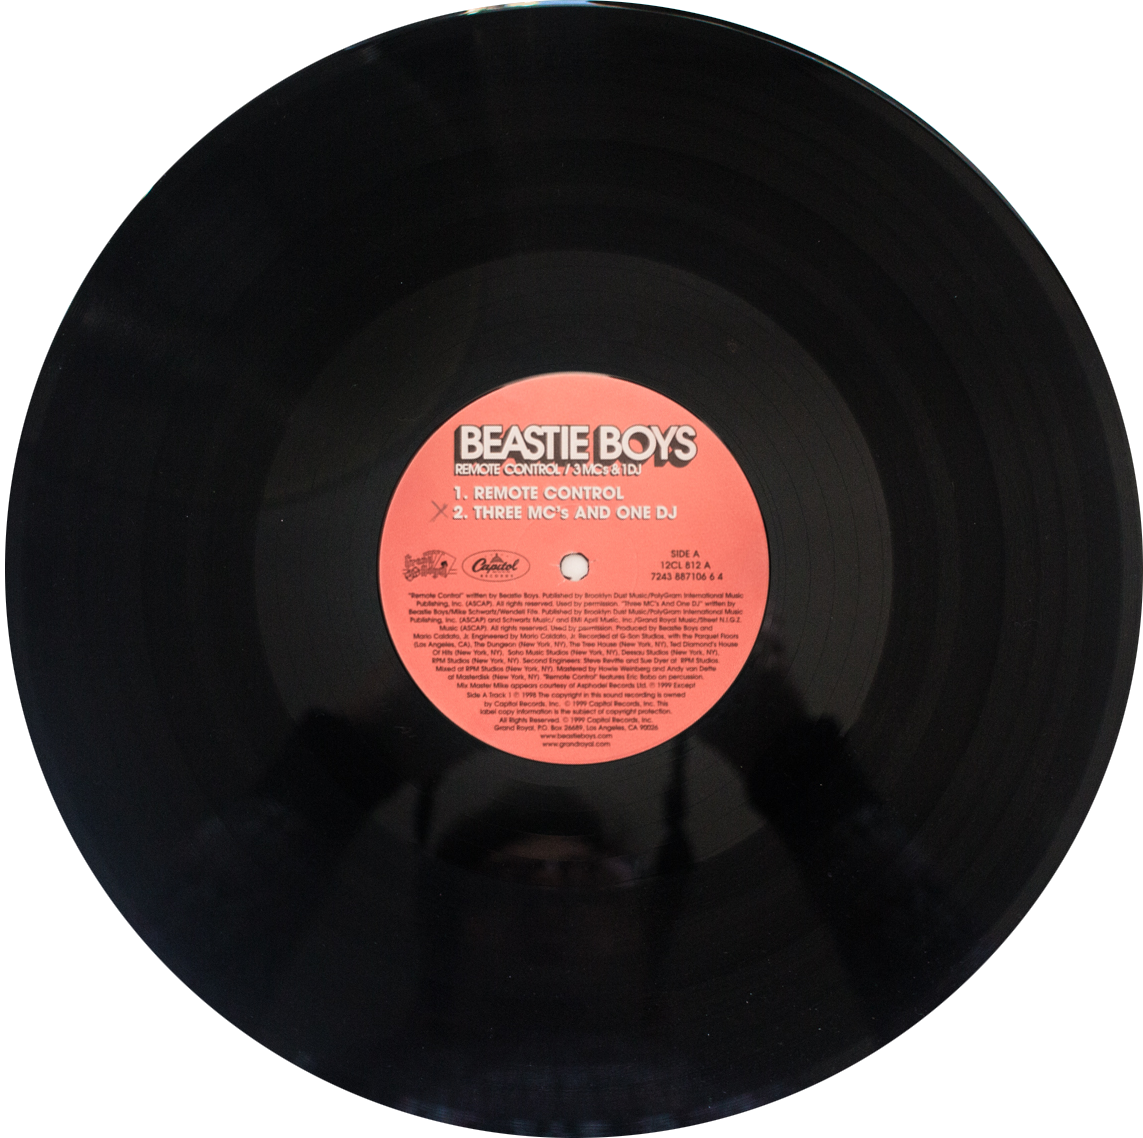 BEASTIE BOYS
REMOTE CONTROL / 3 MCs & 1 DJ
1. REMOTE CONTROL
2. THREE MC's AND ONE DJ
Grand Royal
Capitol
RECORDS
SIDE A
12CL 812 A
7243 887106 6 4
"Remote Control" written by Beastie Boys. Published by Brooklyn Dust Music/PolyGram International Music
Publishing, Inc. (ASCAP). All rights reserved. Used by permission. "Three MC's And One DJ" written by
Beastie Boys/Mike Schwartz/Wendell Fite. Published by Brooklyn Dust Music/PolyGram International Music
Publishing, Inc. (ASCAP) and Schwartz Music/ and EMI April Music, Inc./Grand Royal Music/Street N.I.G.Z.
Music (ASCAP). All rights reserved. Used by permission. Produced by Beastie Boys and
Mario Caldato, Jr. Engineered by Mario Caldato, Jr. Recorded at G-Son Studios, with the Parquet Floors
(Los Angeles, CA), The Dungeon (New York, NY), The Tree House (New York, NY), Ted Diamond's House
Of Hits (New York, NY). Soho Music Studios (New York, NY), Dessau Studios (New York, NY),
RPM Studios (New York, NY). Second Engineers: Steve Revitte and Sue Dyer at RPM Studios.
Mixed at RPM Studios (New York, NY). Mastered by Howie Weinberg and Andy van Dette
at Masterdisk (New York, NY). "Remote Control" features Eric Bobo on percussion.
Mix Master Mike appears courtesy of Asphodel Records Ltd. ℗ 1999 Except
Side A Track 1 ℗ 1998 The copyright in this sound recording is owned
by Capitol Records, Inc. © 1999 Capitol Records, Inc. This
label copy information is the subject of copyright protection.
All Rights Reserved. © 1999 Capitol Records, Inc.
Grand Royal, P.O. Box 26689, Los Angeles, CA 90026
www.beastieboys.com
www.grandroyal.com